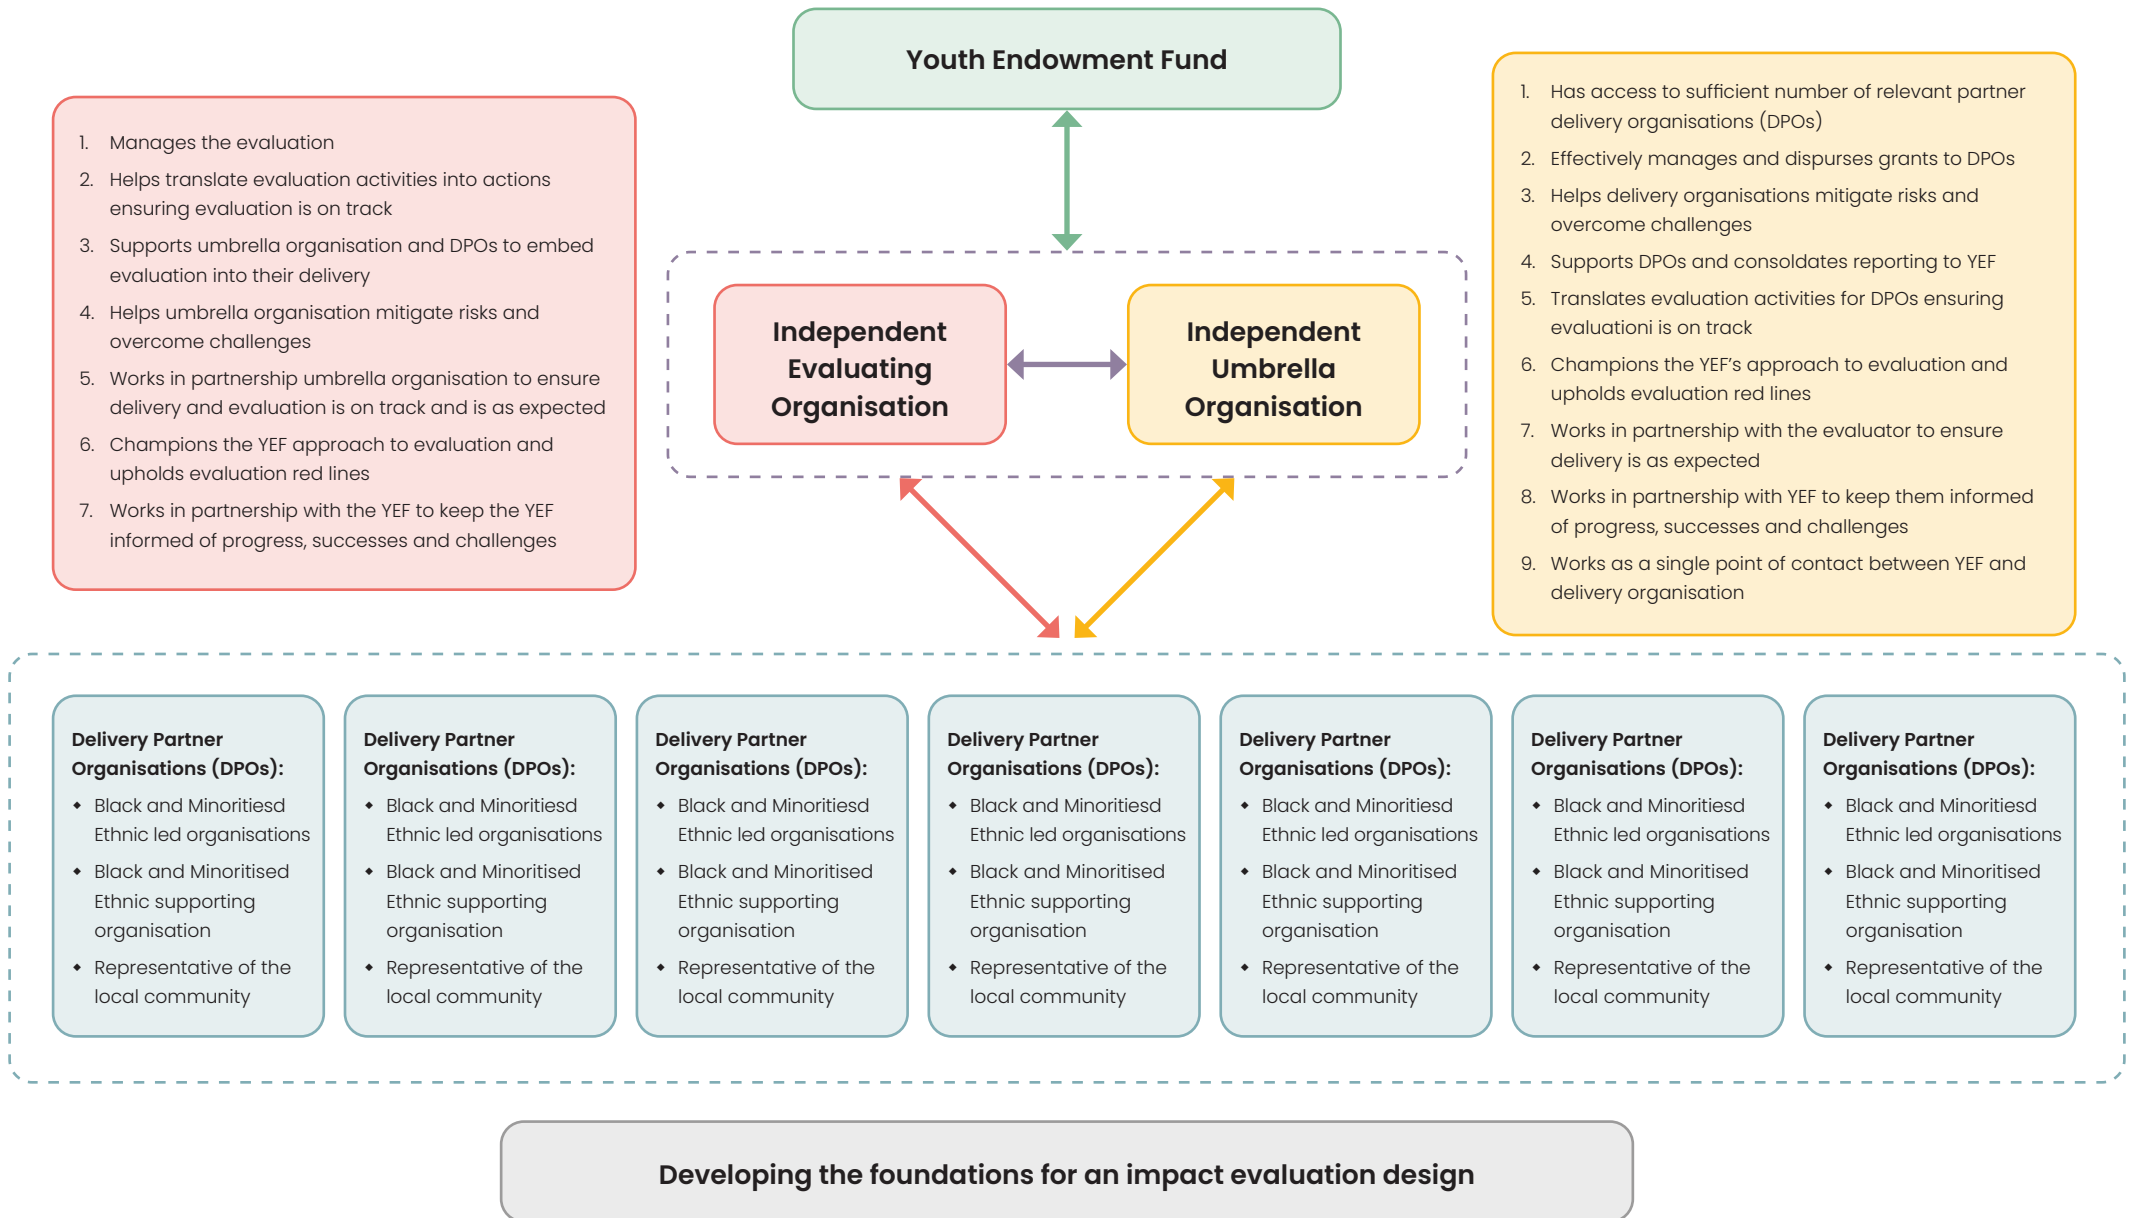 Youth Endowment Fund
1. Manages the evaluation
2. Helps translate evaluation activities into actions
ensuring evaluation is on track
3. Supports umbrella organisation and DPOs to embed
evaluation into their delivery
4. Helps umbrella organisation mitigate risks and
overcome challenges
5. Works in partnership umbrella organisation to ensure
delivery and evaluation is on track and is as expected
6. Champions the YEF approach to evaluation and
upholds evaluation red lines
7. Works in partnership with the YEF to keep the YEF
informed of progress, successes and challenges
Independent
Evaluating
Organisation
Independent
Umbrella
Organisation
1. Has access to sufficient number of relevant partner
delivery organisations (DPOs)
2. Effectively manages and dispurses grants to DPOs
3. Helps delivery organisations mitigate risks and
overcome challenges
4. Supports DPOs and consoldates reporting to YEF
5. Translates evaluation activities for DPOs ensuring
evaluationi is on track
6. Champions the YEF's approach to evaluation and
upholds evaluation red lines
7. Works in partnership with the evaluator to ensure
delivery is as expected
8. Works in partnership with YEF to keep them informed
of progress, successes and challenges
9. Works as a single point of contact between YEF and
delivery organisation
Delivery Partner
Organisations (DPOs):
Black and Minoritiesd
Ethnic led organisations
Black and Minoritised
Ethnic supporting
organisation
Representative of the
local community
Delivery Partner
Organisations (DPOs):
Black and Minoritiesd
Ethnic led organisations
Black and Minoritised
Ethnic supporting
organisation
Representative of the
local community
Delivery Partner
Organisations (DPOs):
Black and Minoritiesd
Ethnic led organisations
Black and Minoritised
Ethnic supporting
organisation
Representative of the
local community
Delivery Partner
Organisations (DPOs):
Black and Minoritiesd
Ethnic led organisations
Black and Minoritised
Ethnic supporting
organisation
Representative of the
local community
Delivery Partner
Organisations (DPOs):
Black and Minoritiesd
Ethnic led organisations
Black and Minoritised
Ethnic supporting
organisation
Representative of the
local community
Delivery Partner
Organisations (DPOs):
Black and Minoritiesd
Ethnic led organisations
Black and Minoritised
Ethnic supporting
organisation
Representative of the
local community
Delivery Partner
Organisations (DPOs):
Black and Minoritiesd
Ethnic led organisations
Black and Minoritised
Ethnic supporting
organisation
Representative of the
local community
Developing the foundations for an impact evaluation design